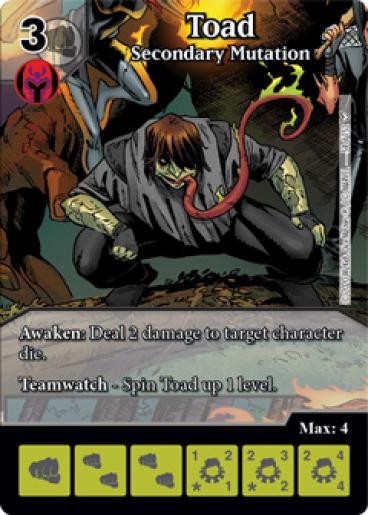 3
Toad
Secondary Mutation
Awaken: Deal 2 damage to target character
die.
Teamwatch - Spin Toad up 1 level.
Max: 4
1 2 2 3 2 4
* 1 * 2 4